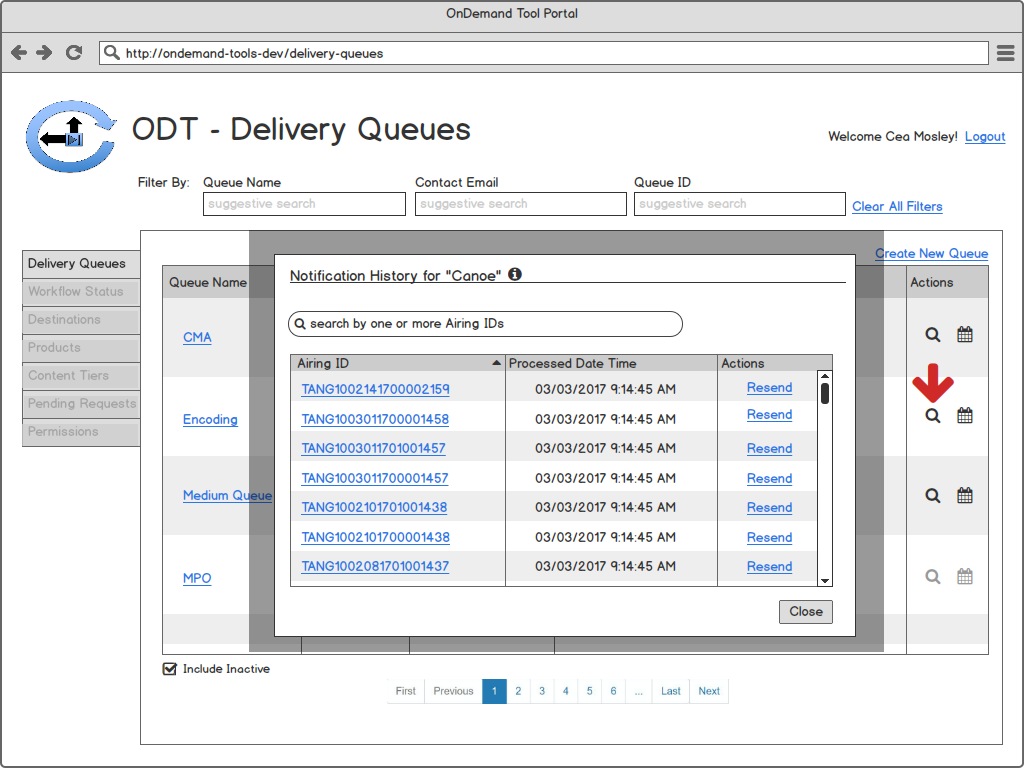 OnDemand Tool Portal
http://ondemand-tools-dev/delivery-queues
ODT - Delivery Queues
Welcome Cea Mosley! Logout
Filter By: Queue Name Contact Email Queue ID
suggestive search suggestive search suggestive search Clear All Filters
Delivery Queues
Workflow Status
Destinations
Products
Content Tiers
Pending Requests
Permissions
Create New Queue
Queue Name Actions
CMA
Encoding
Medium Queue
MPO
Notification History for "Canoe"
search by one or more Airing IDs
Airing ID Processed Date Time Actions
TANG1002141700002159 03/03/2017 9:14:45 AM Resend
TANG1003011700001458 03/03/2017 9:14:45 AM Resend
TANG1003011701001457 03/03/2017 9:14:45 AM Resend
TANG1003011700001457 03/03/2017 9:14:45 AM Resend
TANG1002101701001438 03/03/2017 9:14:45 AM Resend
TANG1002101700001438 03/03/2017 9:14:45 AM Resend
TANG1002081701001437 03/03/2017 9:14:45 AM Resend
Close
Include Inactive
First Previous 1 2 3 4 5 6 ... Last Next